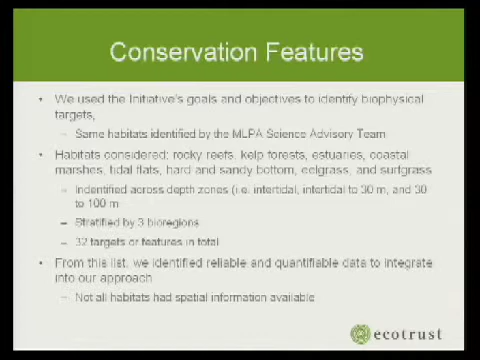 Conservation Features
• We used the Initiative's goals and objectives to identify biophysical
targets,
– Same habitats identified by the MLPA Science Advisory Team
• Habitats considered: rocky reefs, kelp forests, estuaries, coastal
marshes, tidal flats, hard and sandy bottom, eelgrass, and surfgrass
– Indentified across depth zones (i.e. intertidal, intertidal to 30 m, and 30
to 100 m
– Stratified by 3 bioregions
– 32 targets or features in total
• From this list, we identified reliable and quantifiable data to integrate
into our approach
– Not all habitats had spatial information available
ecotrust